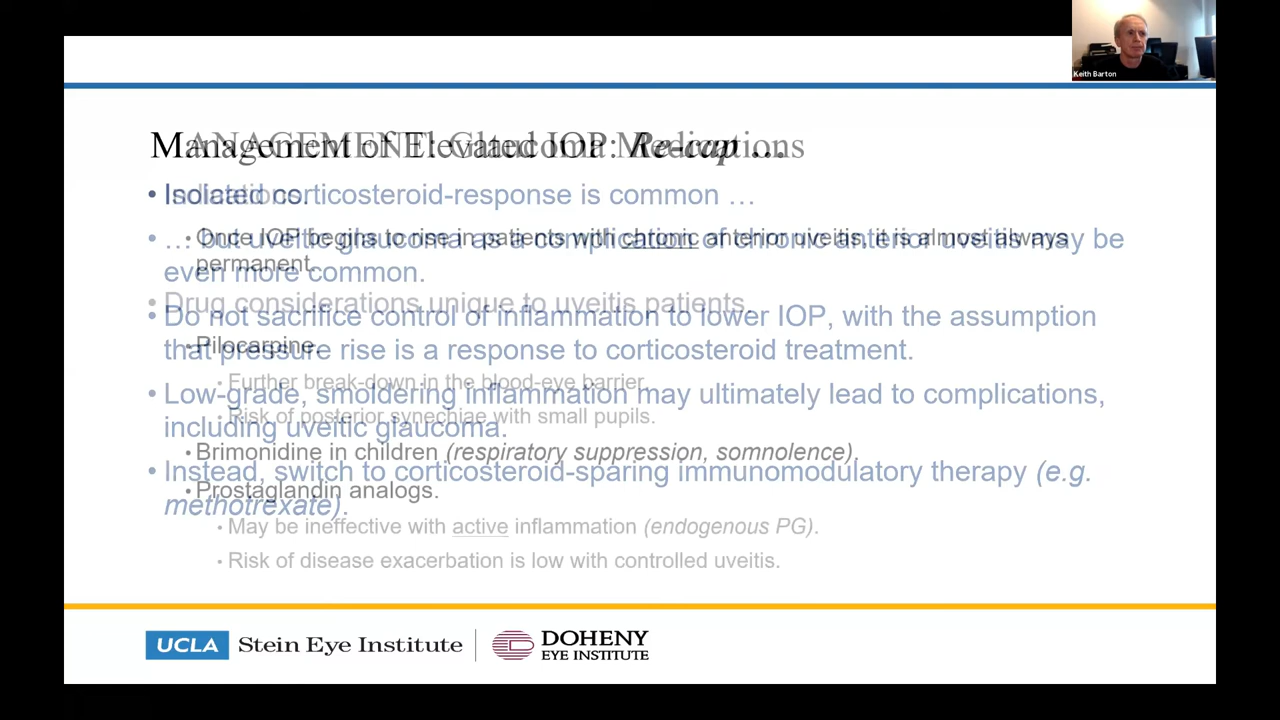 Keith Barton
Management of Elevated IOP: Re-cap …
MANAGEMENT: Glaucoma Medications
• Isolated corticosteroid-response is common …
• … but uveitic glaucoma as a complication of chronic anterior uveitis may be
even more common.
• Do not sacrifice control of inflammation to lower IOP, with the assumption
that pressure rise is a response to corticosteroid treatment.
• Low-grade, smoldering inflammation may ultimately lead to complications,
including uveitic glaucoma.
• Instead, switch to corticosteroid-sparing immunomodulatory therapy (e.g.
methotrexate).
• Indications.
• Once IOP begins to rise in patients with chronic anterior uveitis, it is almost always
permanent.
• Drug considerations unique to uveitis patients.
• Pilocarpine.
• Further break-down in the blood-eye barrier.
• Risk of posterior synechiae with small pupils.
• Brimonidine in children (respiratory suppression, somnolence).
• Prostaglandin analogs.
• May be ineffective with active inflammation (endogenous PG).
• Risk of disease exacerbation is low with controlled uveitis.
UCLA Stein Eye Institute
DOHENY
EYE INSTITUTE